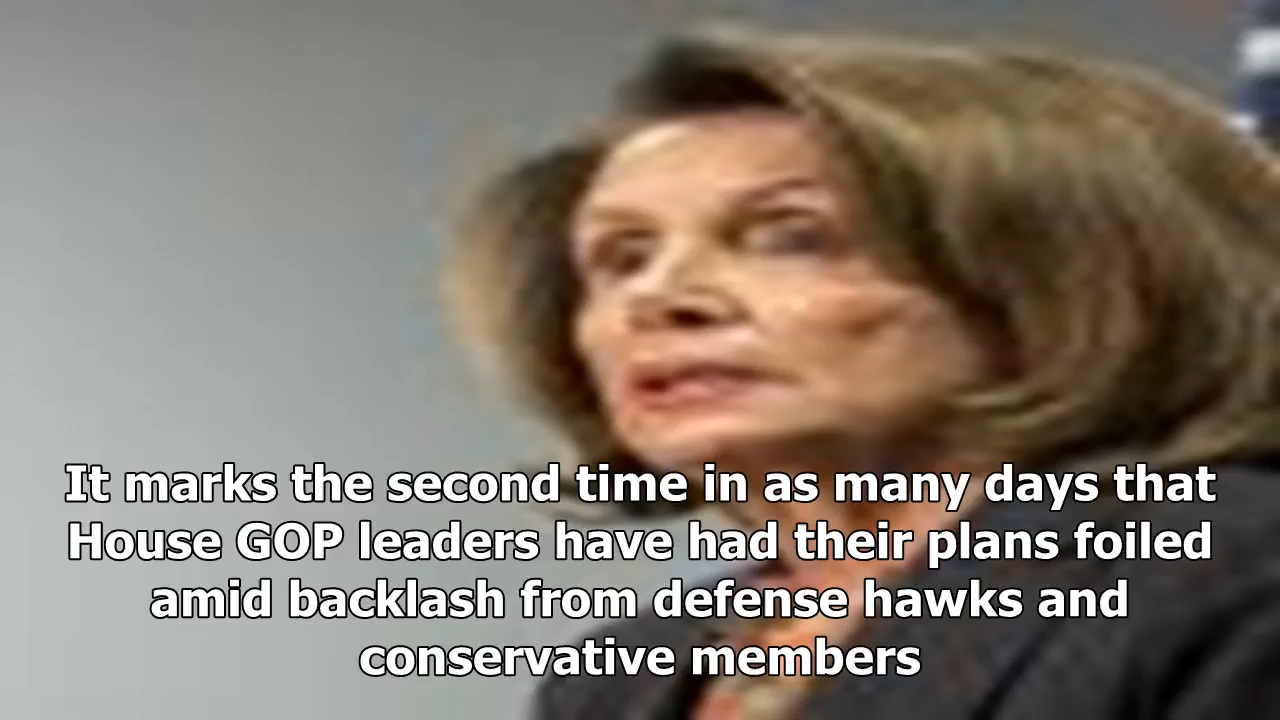 It marks the second time in as many days that
House GOP leaders have had their plans foiled
amid backlash from defense hawks and
conservative members